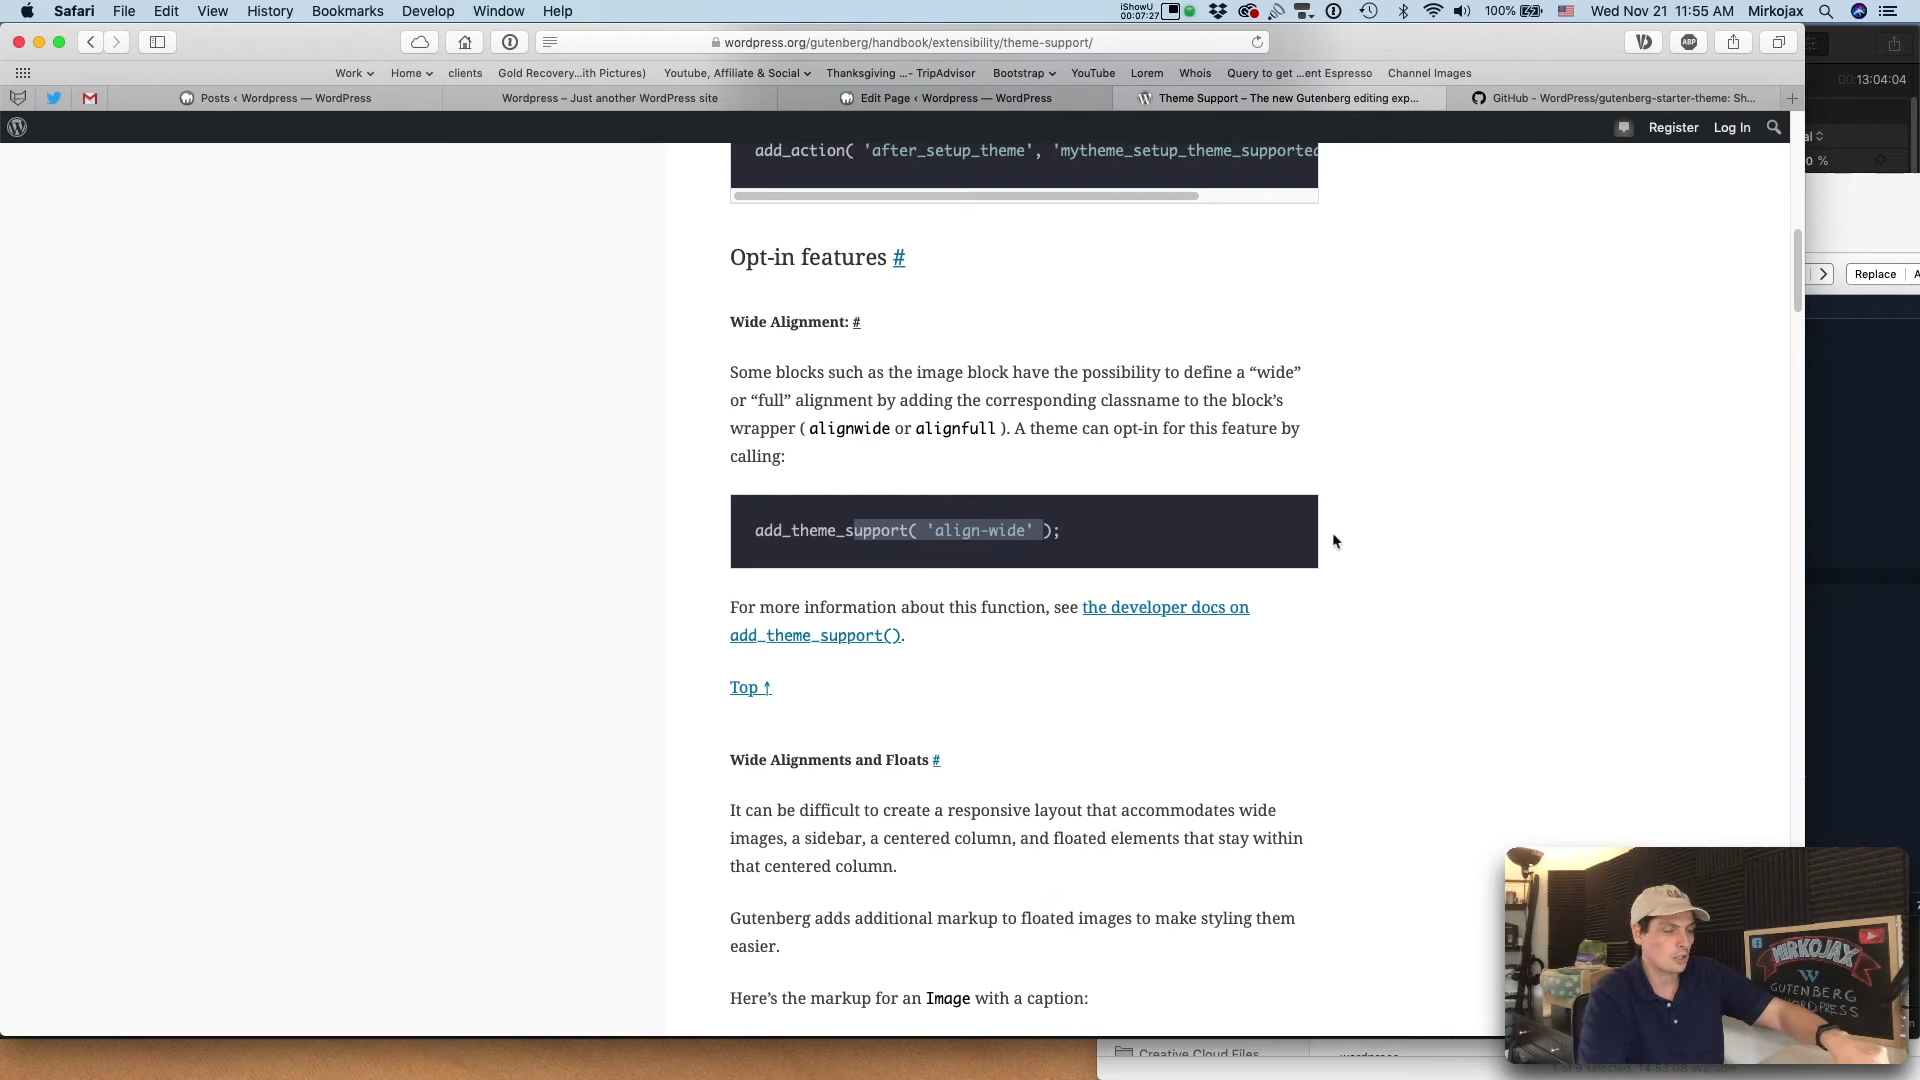 Safari File Edit View History Bookmarks Develop Window Help
iShowU
00:07:27
100% Wed Nov 21 11:55 AM Mirkojax
wordpress.org/gutenberg/handbook/extensibility/theme-support/
ABP
00:13:04:04
Work Home clients Gold Recovery...ith Pictures) Youtube, Affiliate & Social Thanksgiving ...- TripAdvisor Bootstrap YouTube Lorem Whois Query to get ...ent Espresso Channel Images
Posts ‹ Wordpress — WordPress
Wordpress – Just another WordPress site
Edit Page ‹ Wordpress — WordPress
Theme Support – The new Gutenberg editing exp...
GitHub - WordPress/gutenberg-starter-theme: Sh...
Register Log In
al
0 %
Replace A
add_action( 'after_setup_theme', 'mytheme_setup_theme_supported
Opt-in features #
Wide Alignment: #
Some blocks such as the image block have the possibility to define a “wide”
or “full” alignment by adding the corresponding classname to the block’s
wrapper ( alignwide or alignfull ). A theme can opt-in for this feature by
calling:
add_theme_support( 'align-wide' );
For more information about this function, see the developer docs on
add_theme_support().
Top ↑
Wide Alignments and Floats #
It can be difficult to create a responsive layout that accommodates wide
images, a sidebar, a centered column, and floated elements that stay within
that centered column.
Gutenberg adds additional markup to floated images to make styling them
easier.
Here’s the markup for an Image with a caption:
MIRKOJAX
W
GUTENBERG
WORDPRESS
Creative Cloud Files
wordpress